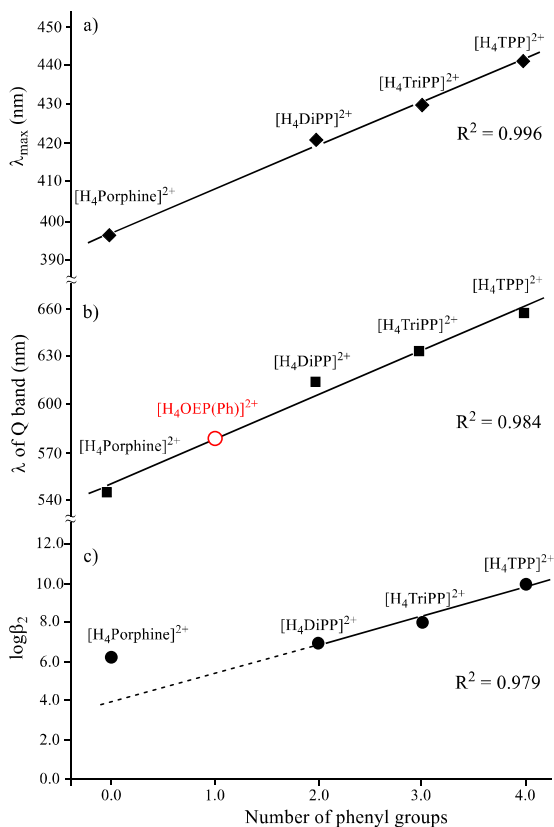 a)
λmax (nm)
450
440
430
420
410
400
390
[H4Porphine]2+
[H4DiPP]2+
[H4TriPP]2+
[H4TPP]2+
R2 = 0.996
b)
λ of Q band (nm)
660
630
600
570
540
[H4Porphine]2+
[H4OEP(Ph)]2+
[H4DiPP]2+
[H4TriPP]2+
[H4TPP]2+
R2 = 0.984
c)
logβ2
12.0
10.0
8.0
6.0
4.0
2.0
0.0
[H4Porphine]2+
[H4DiPP]2+
[H4TriPP]2+
[H4TPP]2+
R2 = 0.979
0.0 1.0 2.0 3.0 4.0
Number of phenyl groups